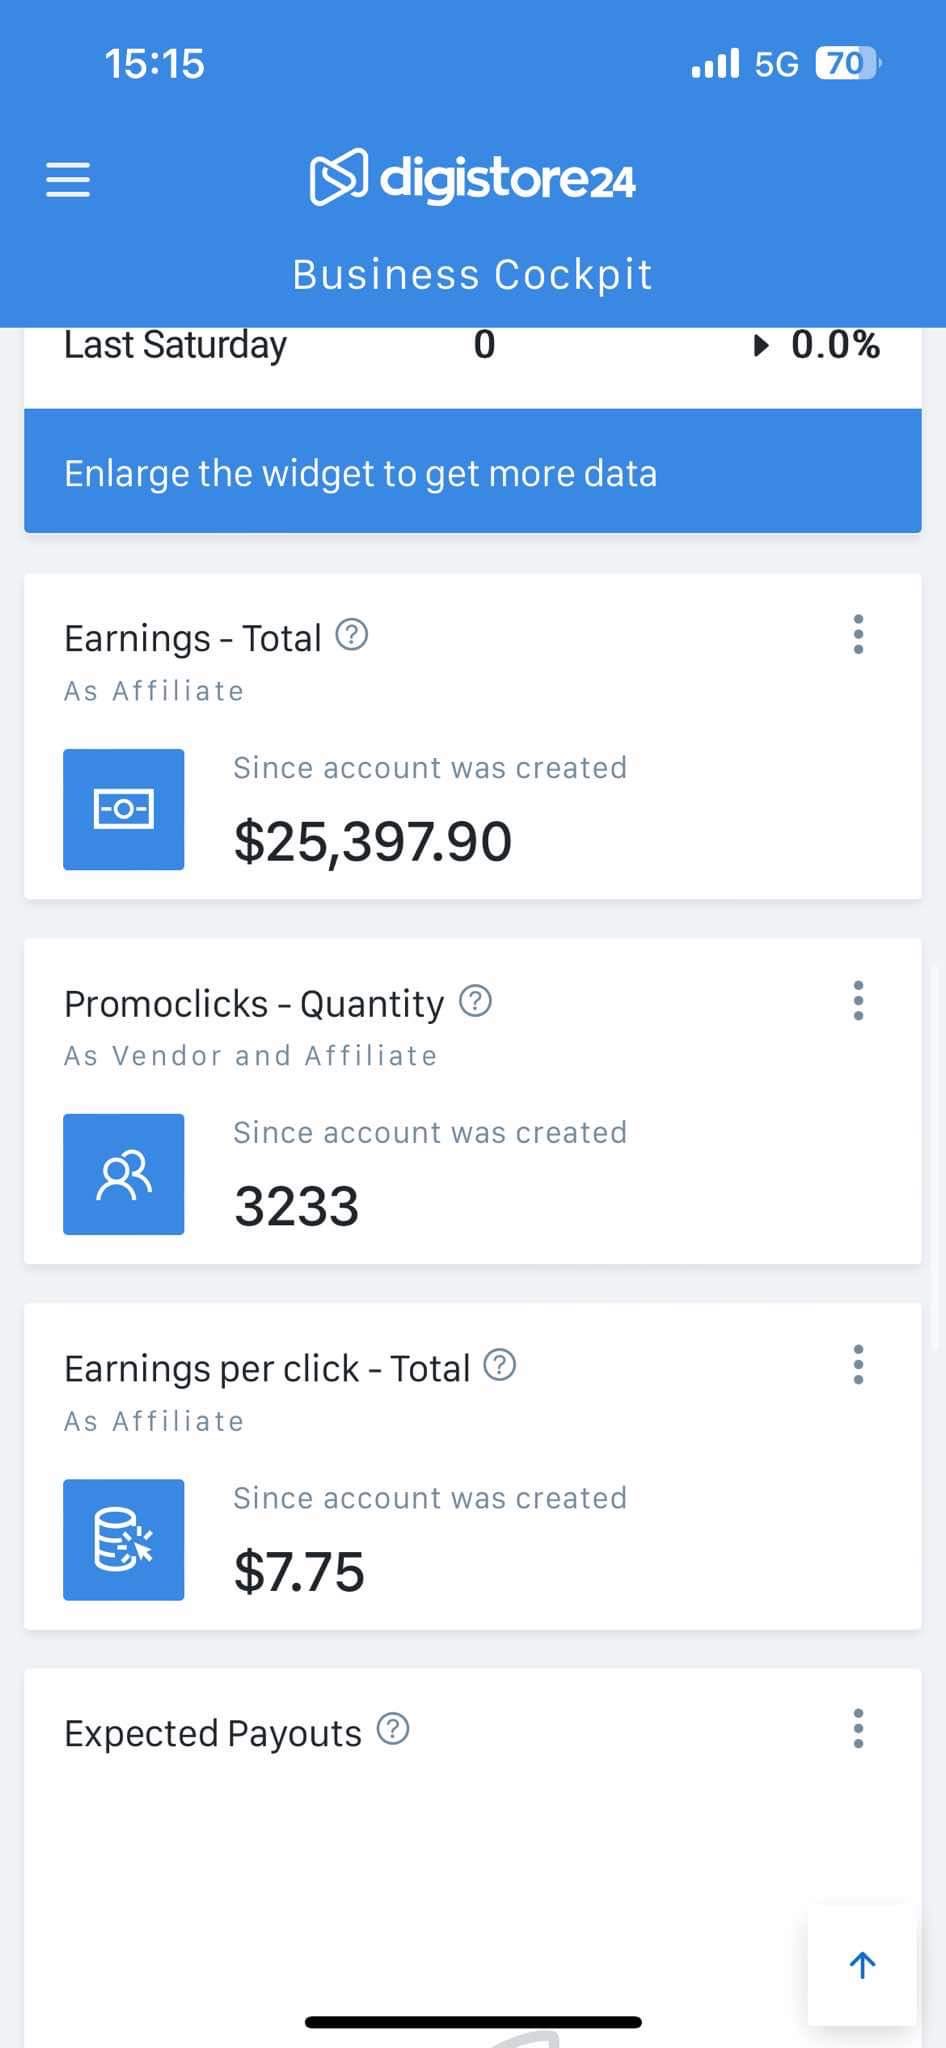 15:15
5G 70
digistore24
Business Cockpit
Last Saturday 0 0.0%
Enlarge the widget to get more data
Earnings - Total
As Affiliate
Since account was created
$25,397.90
Promoclicks - Quantity
As Vendor and Affiliate
Since account was created
3233
Earnings per click - Total
As Affiliate
Since account was created
$7.75
Expected Payouts